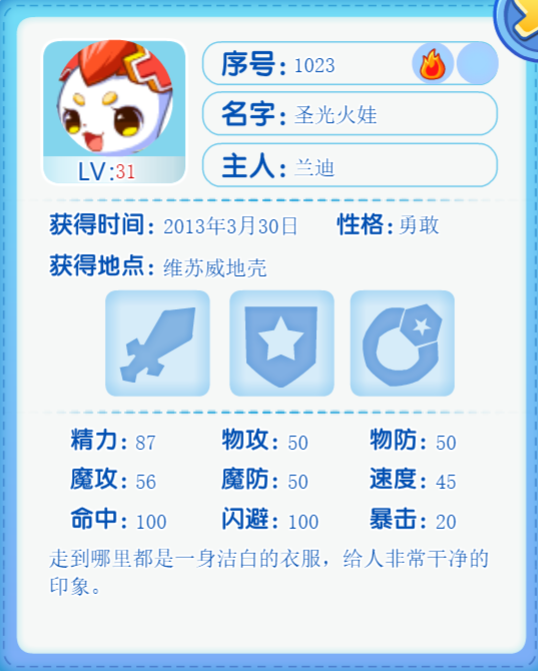 序号: 1023
名字: 圣光火娃
LV:31
主人: 兰迪
获得时间: 2013年3月30日 性格: 勇敢
获得地点: 维苏威地壳
精力: 87 物攻: 50 物防: 50
魔攻: 56 魔防: 50 速度: 45
命中: 100 闪避: 100 暴击: 20
走到哪里都是一身洁白的衣服，给人非常干净的
印象。